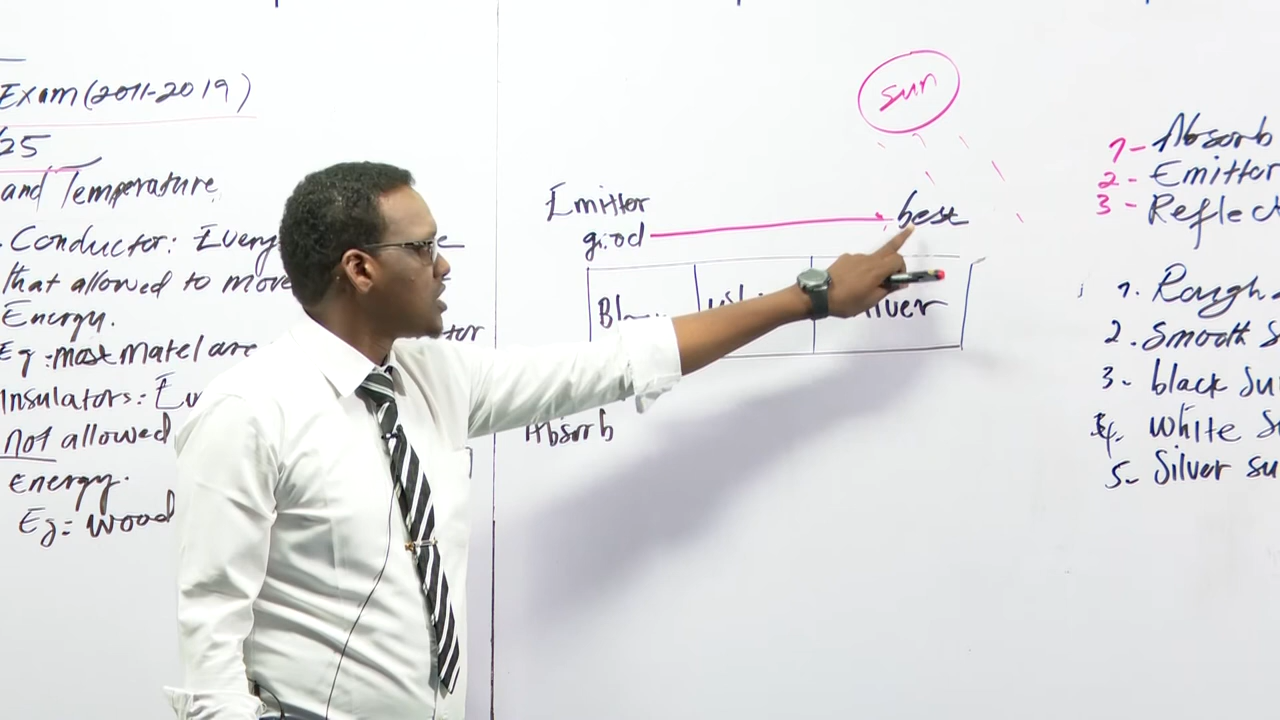 Exam (2011-2019)
25
and Temperature,
Conductor: Every
that allowed to move
Energy.
Eg: most Matel are
Insulators:
not allowed
energy.
Eg= wood
tor
sun
Emitter
good
best
Absorb
1- Absorb
2- Emitter
3- Reflec
1. Rough
2. Smooth S
3- black Su
4. White S
5- Silver su